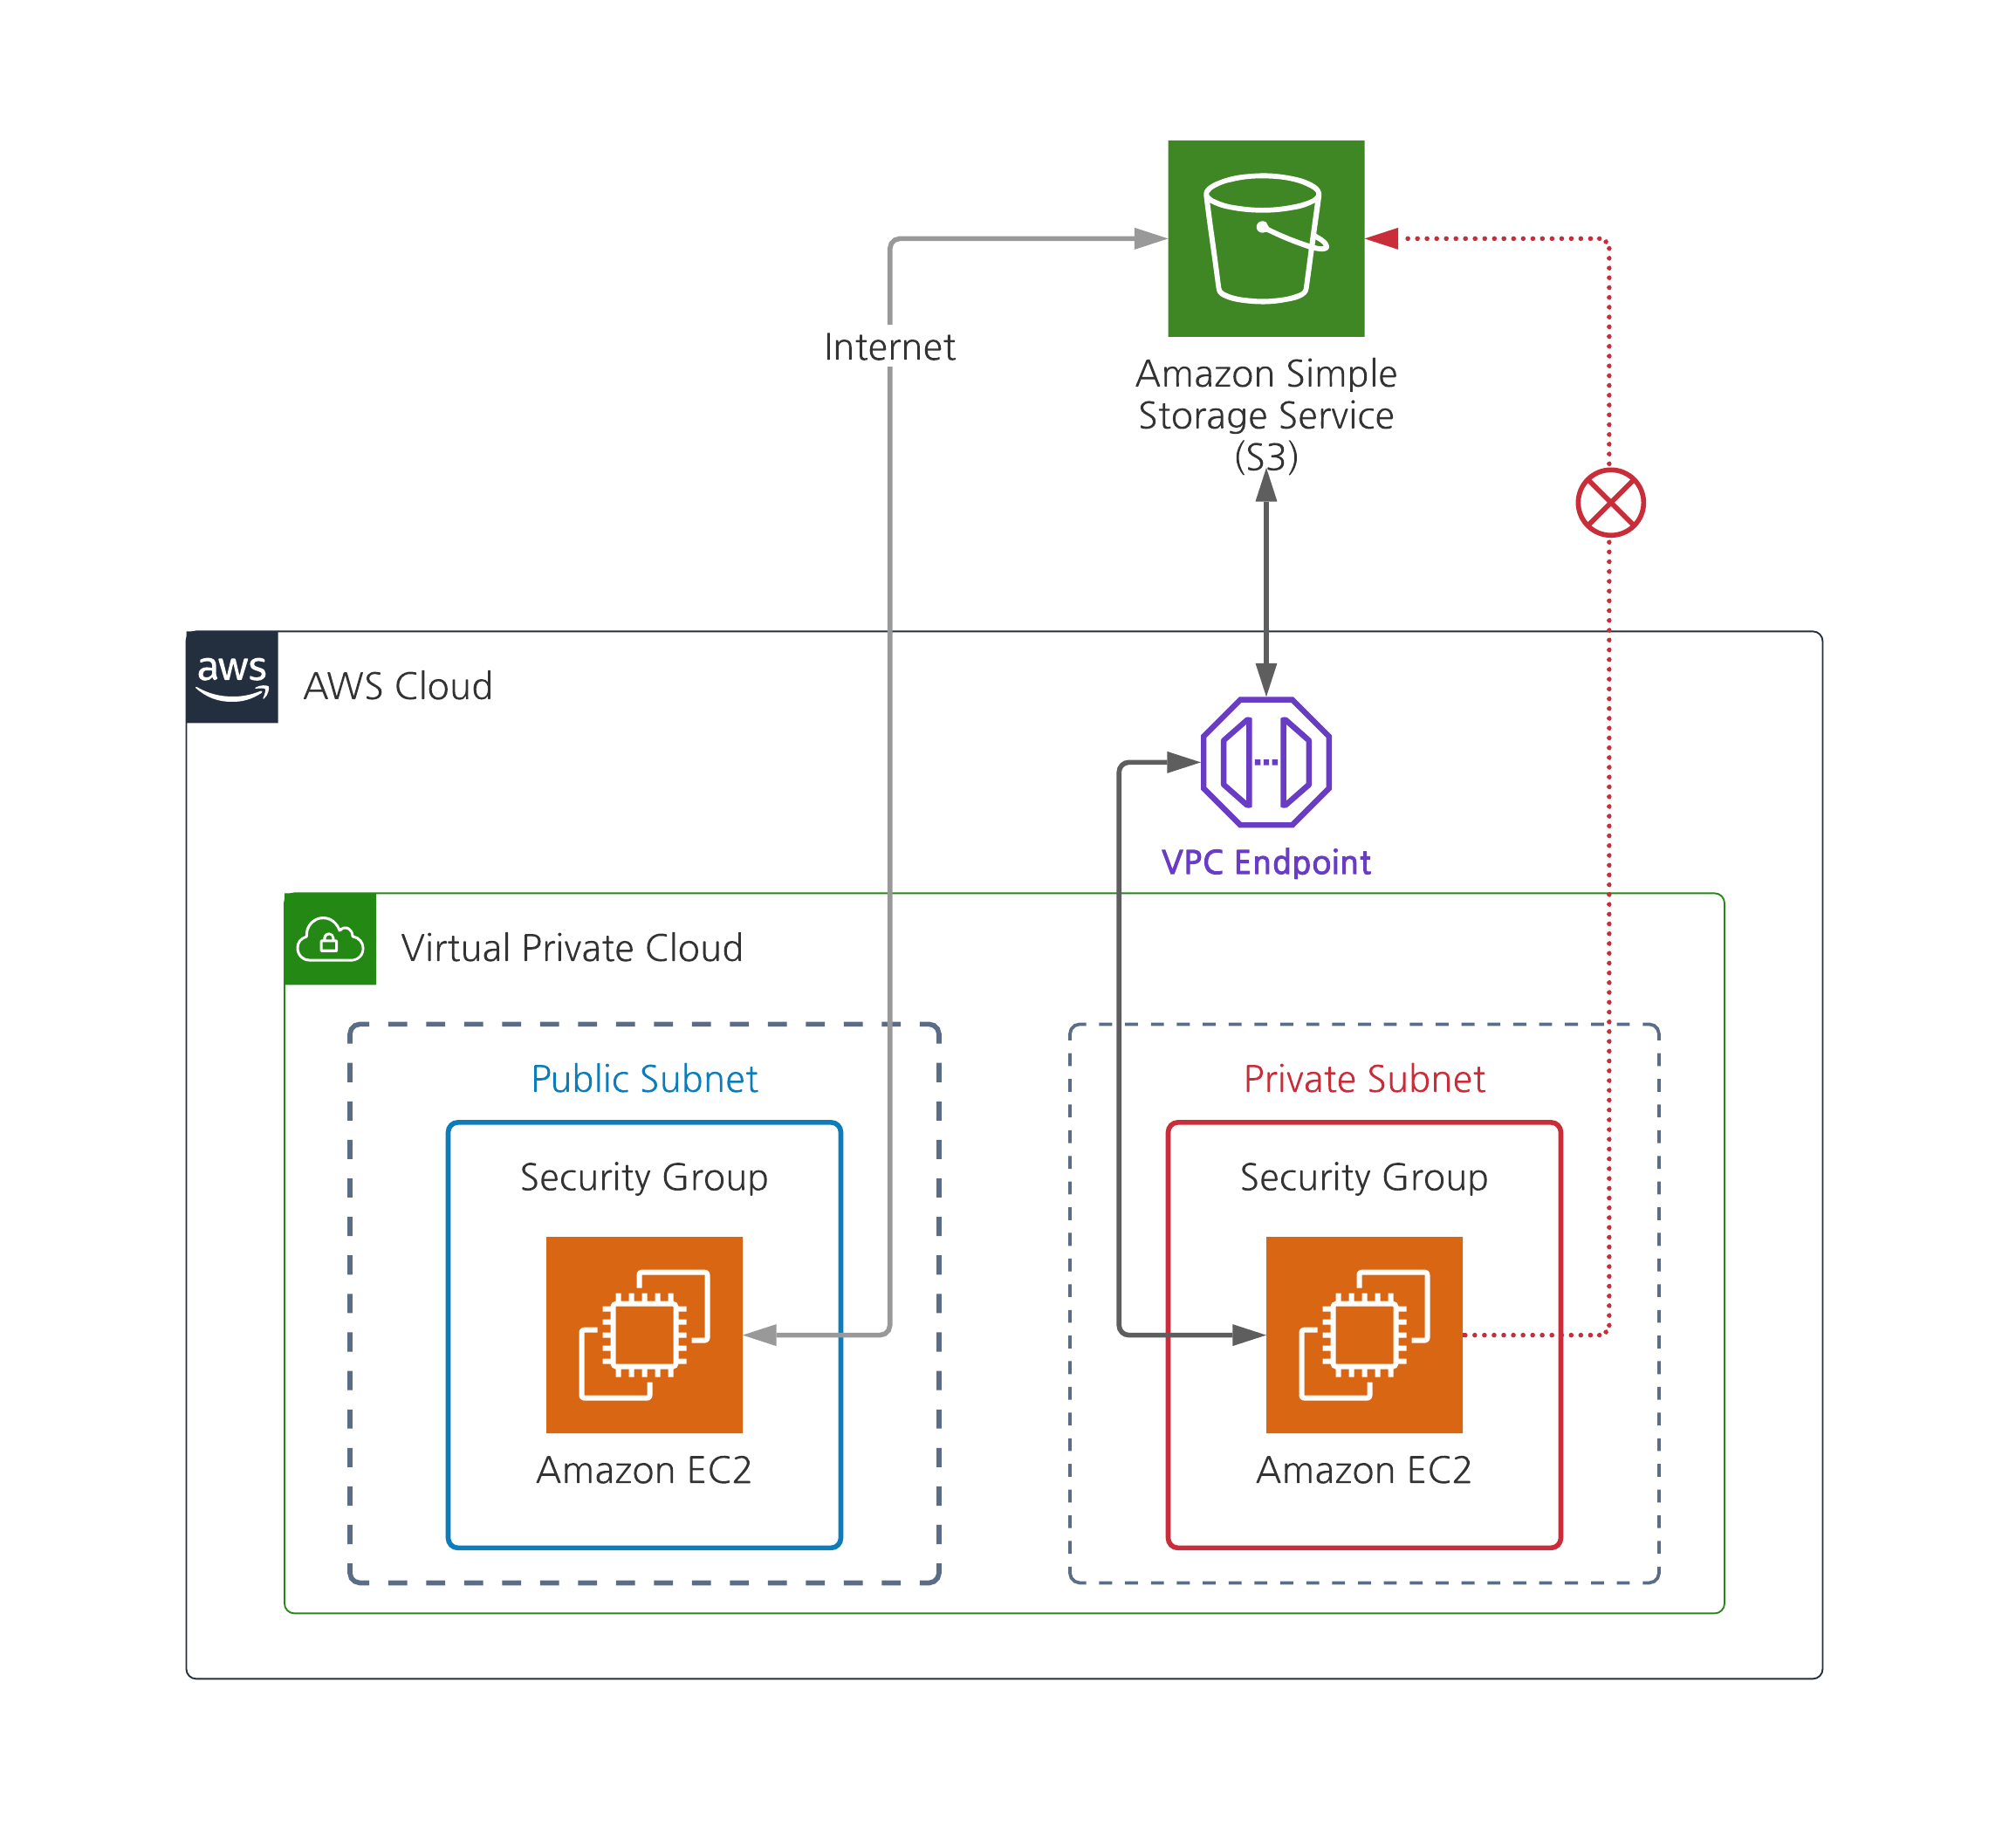 Internet
Amazon Simple
Storage Service
(S3)
aws
AWS Cloud
VPC Endpoint
Virtual Private Cloud
Public Subnet
Security Group
Amazon EC2
Private Subnet
Security Group
Amazon EC2